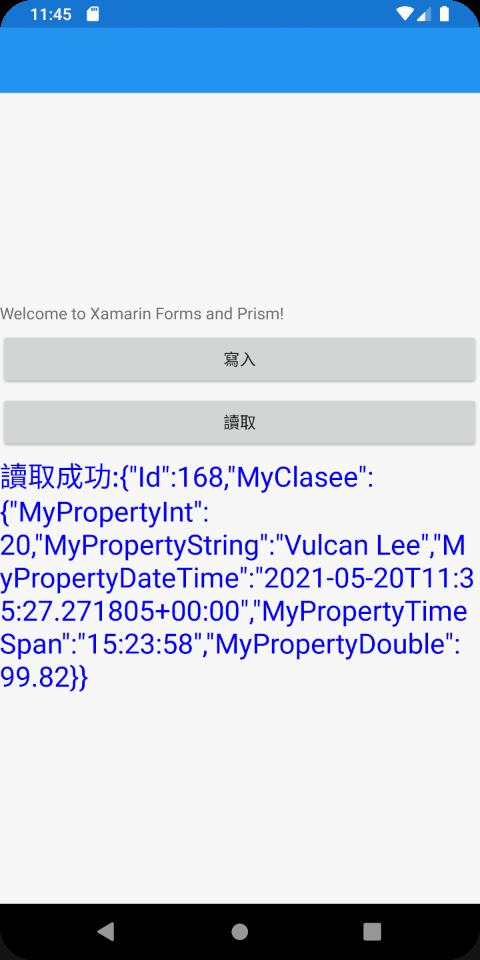 11:45
Welcome to Xamarin Forms and Prism!
寫入
讀取
讀取成功:{"Id":168,"MyClasee":
{"MyPropertyInt":
20,"MyPropertyString":"Vulcan Lee","M
yPropertyDateTime":"2021-05-20T11:3
5:27.271805+00:00","MyPropertyTime
Span":"15:23:58","MyPropertyDouble":
99.82}}